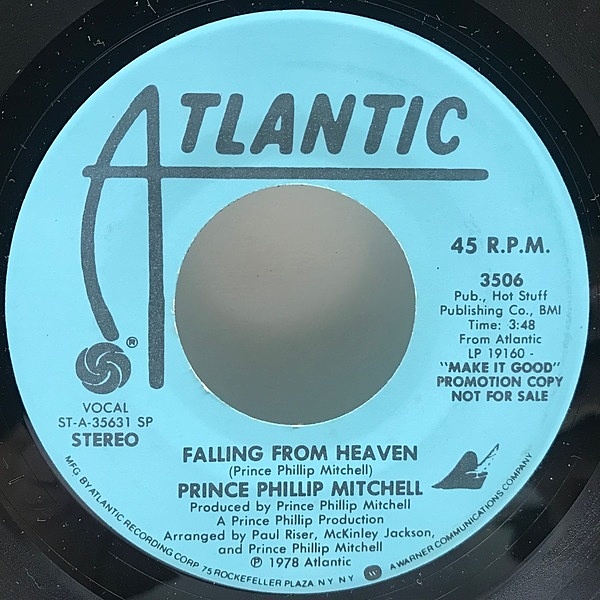 ATLANTIC
45 R.P.M.
3506
Pub., Hot Stuff
Publishing Co., BMI
Time: 3:48
From Atlantic
LP 19160 -
"MAKE IT GOOD"
PROMOTION COPY
NOT FOR SALE
®
VOCAL
ST-A-35631 SP
STEREO
FALLING FROM HEAVEN
(Prince Phillip Mitchell)
PRINCE PHILLIP MITCHELL
Produced by Prince Phillip Mitchell
A Prince Phillip Production
Arranged by Paul Riser, McKinley Jackson,
and Prince Phillip Mitchell
℗ 1978 Atlantic
MFG. BY ATLANTIC RECORDING CORP. 75 ROCKEFELLER PLAZA. N.Y. N.Y. A WARNER COMMUNICATIONS COMPANY